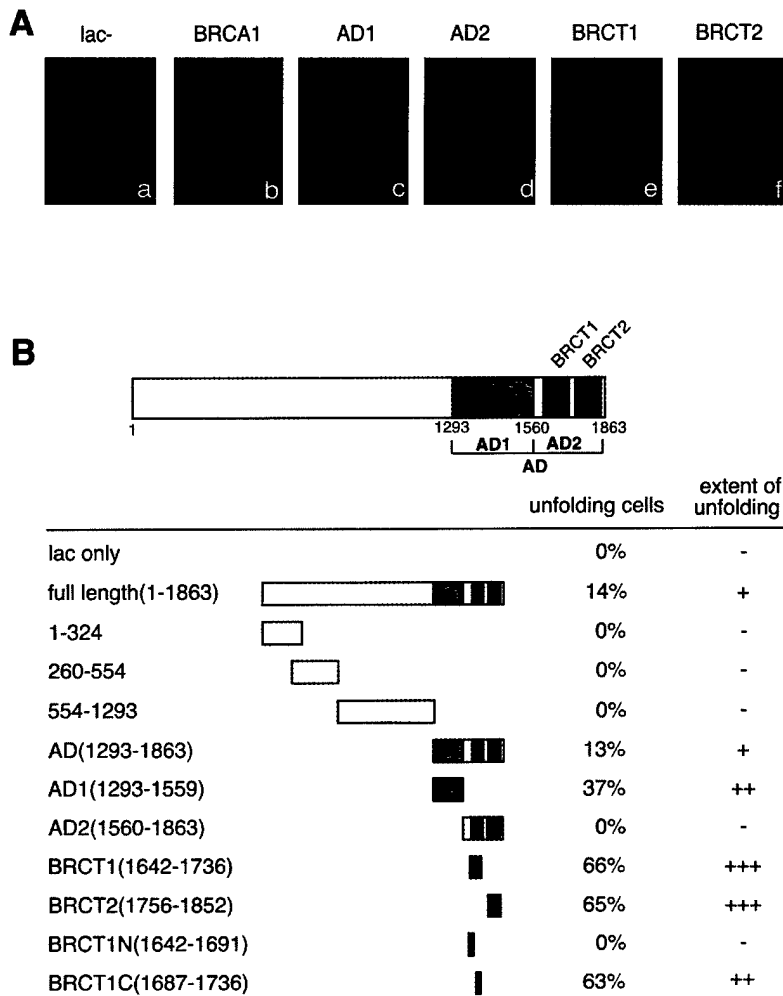 A
lac- BRCA1 AD1 AD2 BRCT1 BRCT2
a b c d e f
B
BRCT1 BRCT2
1 1293 1560 1863
AD1 AD2
AD
unfolding cells extent of unfolding
lac only 0% -
full length(1-1863) 14% +
1-324 0% -
260-554 0% -
554-1293 0% -
AD(1293-1863) 13% +
AD1(1293-1559) 37% ++
AD2(1560-1863) 0% -
BRCT1(1642-1736) 66% +++
BRCT2(1756-1852) 65% +++
BRCT1N(1642-1691) 0% -
BRCT1C(1687-1736) 63% ++